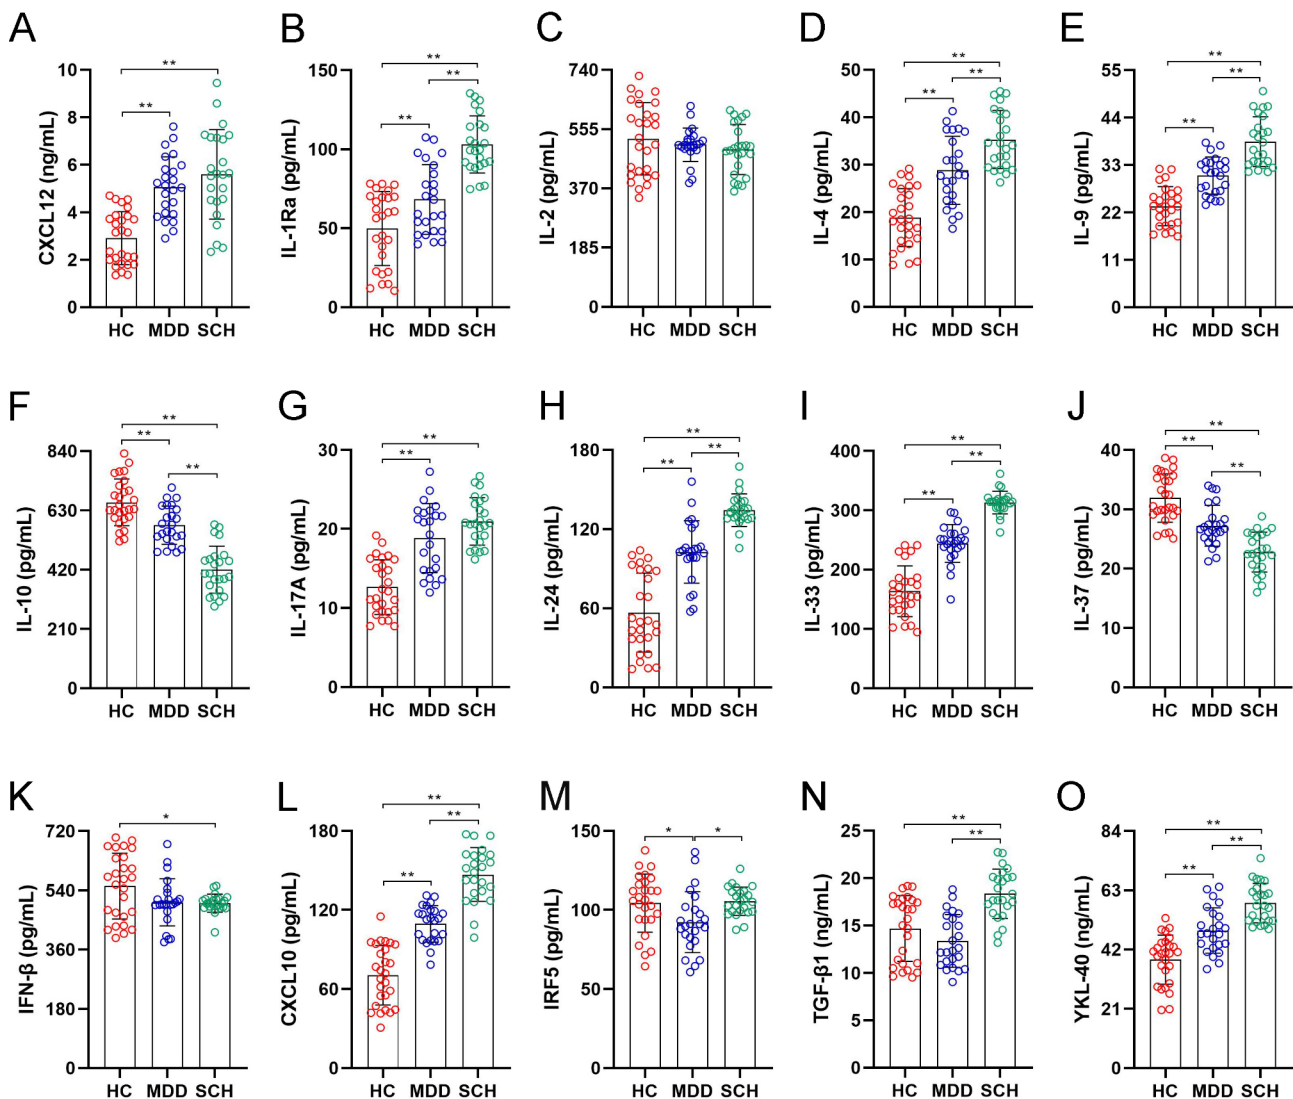 A
B
C
D
E
CXCL12 (ng/mL)
10
8
6
4
2
0
**
**
HC MDD SCH
IL-1Ra (pg/mL)
150
100
50
0
**
**
**
HC MDD SCH
IL-2 (pg/mL)
740
555
370
185
0
HC MDD SCH
IL-4 (pg/mL)
50
40
30
20
10
0
**
**
**
HC MDD SCH
IL-9 (pg/mL)
55
44
33
22
11
0
**
**
**
HC MDD SCH
F
G
H
I
J
IL-10 (pg/mL)
840
630
420
210
0
**
**
**
HC MDD SCH
IL-17A (pg/mL)
30
20
10
0
**
**
HC MDD SCH
IL-24 (pg/mL)
180
120
60
0
**
**
**
HC MDD SCH
IL-33 (pg/mL)
400
300
200
100
0
**
**
**
HC MDD SCH
IL-37 (pg/mL)
40
30
20
10
0
**
**
**
HC MDD SCH
K
L
M
N
O
IFN-β (pg/mL)
720
540
360
180
0
*
HC MDD SCH
CXCL10 (pg/mL)
180
120
60
0
**
**
**
HC MDD SCH
IRF5 (pg/mL)
150
100
50
0
*
*
HC MDD SCH
TGF-β1 (ng/mL)
25
20
15
10
5
0
**
**
HC MDD SCH
YKL-40 (ng/mL)
84
63
42
21
0
**
**
**
HC MDD SCH